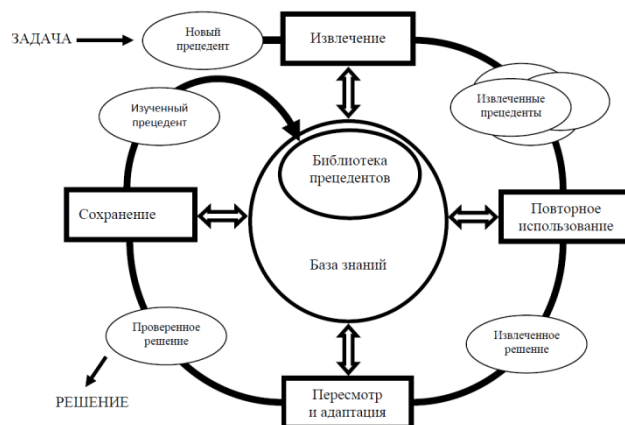 ЗАДАЧА
Новый
прецедент
Извлечение
Изученный
прецедент
Извлеченные
прецеденты
Библиотека
прецедентов
Сохранение
Повторное
использование
База знаний
Проверенное
решение
Извлеченное
решение
РЕШЕНИЕ
Пересмотр
и адаптация